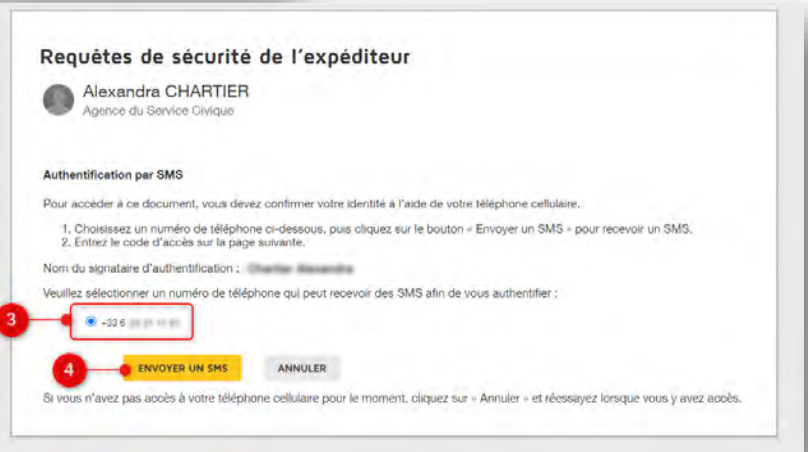 Requêtes de sécurité de l'expéditeur
Alexandra CHARTIER
Agence du Service Civique
Authentification par SMS
Pour accéder à ce document, vous devez confirmer votre identité à l'aide de votre téléphone cellulaire.
1. Choisissez un numéro de téléphone ci-dessous, puis cliquez sur le bouton « Envoyer un SMS » pour recevoir un SMS.
2. Entrez le code d'accès sur la page suivante.
Nom du signataire d'authentification :
Veuillez sélectionner un numéro de téléphone qui peut recevoir des SMS afin de vous authentifier :
3
+33 6
4
ENVOYER UN SMS
ANNULER
Si vous n'avez pas accès à votre téléphone cellulaire pour le moment, cliquez sur « Annuler » et réessayez lorsque vous y avez accès.